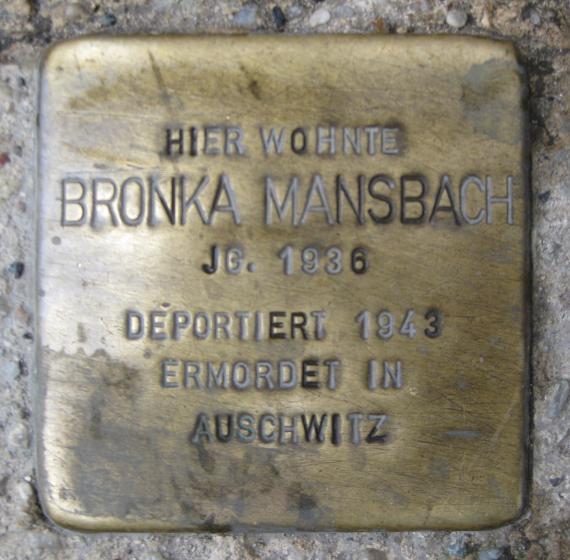 HIER WOHNTE
BRONKA MANSBACH
JG. 1936
DEPORTIERT 1943
ERMORDET IN
AUSCHWITZ